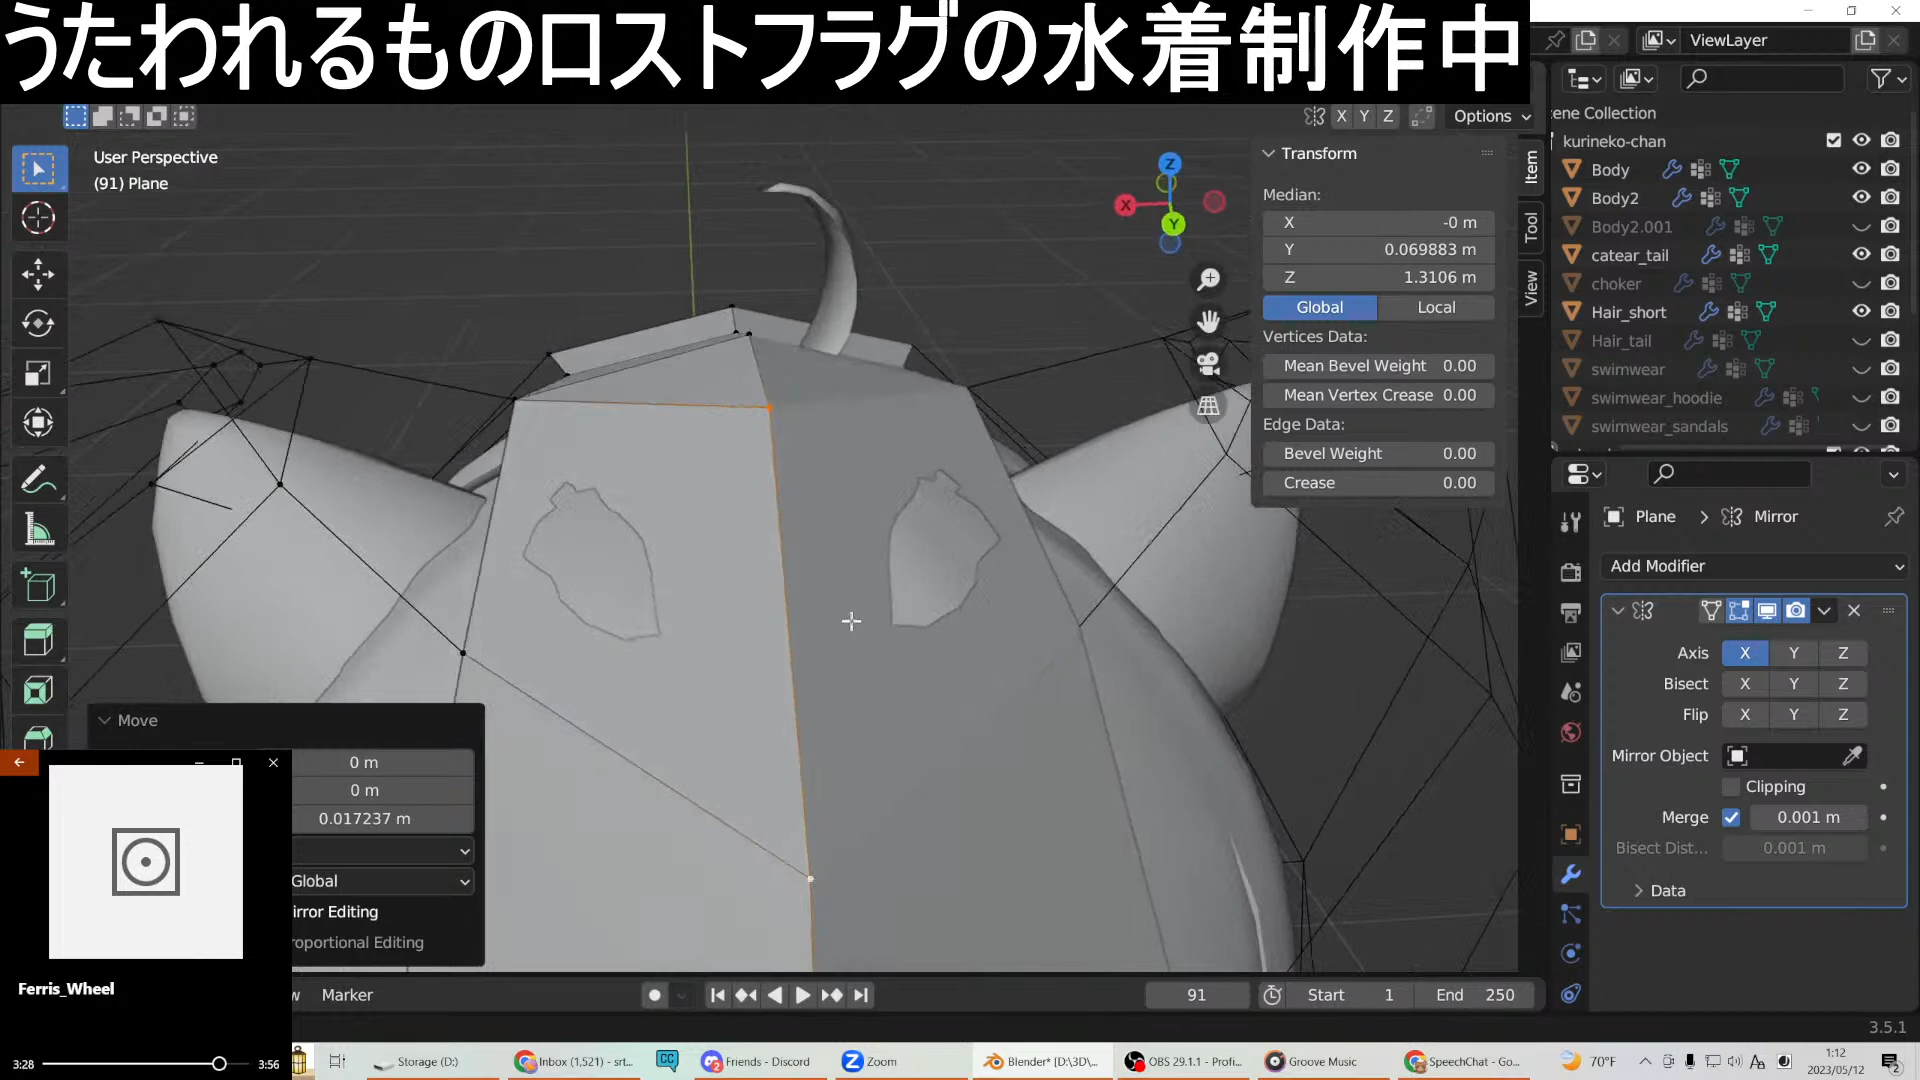 うたわれるものロストフラグの水着制作中
ViewLayer
X Y Z
Options
User Perspective
(91) Plane
Transform
Median:
X -0 m
Y 0.069883 m
Z 1.3106 m
Global Local
Vertices Data:
Mean Bevel Weight 0.00
Mean Vertex Crease 0.00
Edge Data:
Bevel Weight 0.00
Crease 0.00
Item
Tool
View
Z
X
Y
ene Collection
kurineko-chan
Body
Body2
Body2.001
catear_tail
choker
Hair_short
Hair_tail
swimwear
swimwear_hoodie
swimwear_sandals
Plane > Mirror
Add Modifier
Axis X Y Z
Bisect X Y Z
Flip X Y Z
Mirror Object
Clipping
Merge 0.001 m
Bisect Dist... 0.001 m
Data
Move
0 m
0 m
0.017237 m
Global
irror Editing
roportional Editing
Ferris_Wheel
3:28 3:56
Marker
91
Start 1
End 250
3.5.1
Storage (D:)
Inbox (1,521) - srt...
CC
Friends - Discord
Zoom
Blender* [D:\3D\...
OBS 29.1.1 - Profi...
Groove Music
SpeechChat - Go...
70°F
1:12
2023/05/12